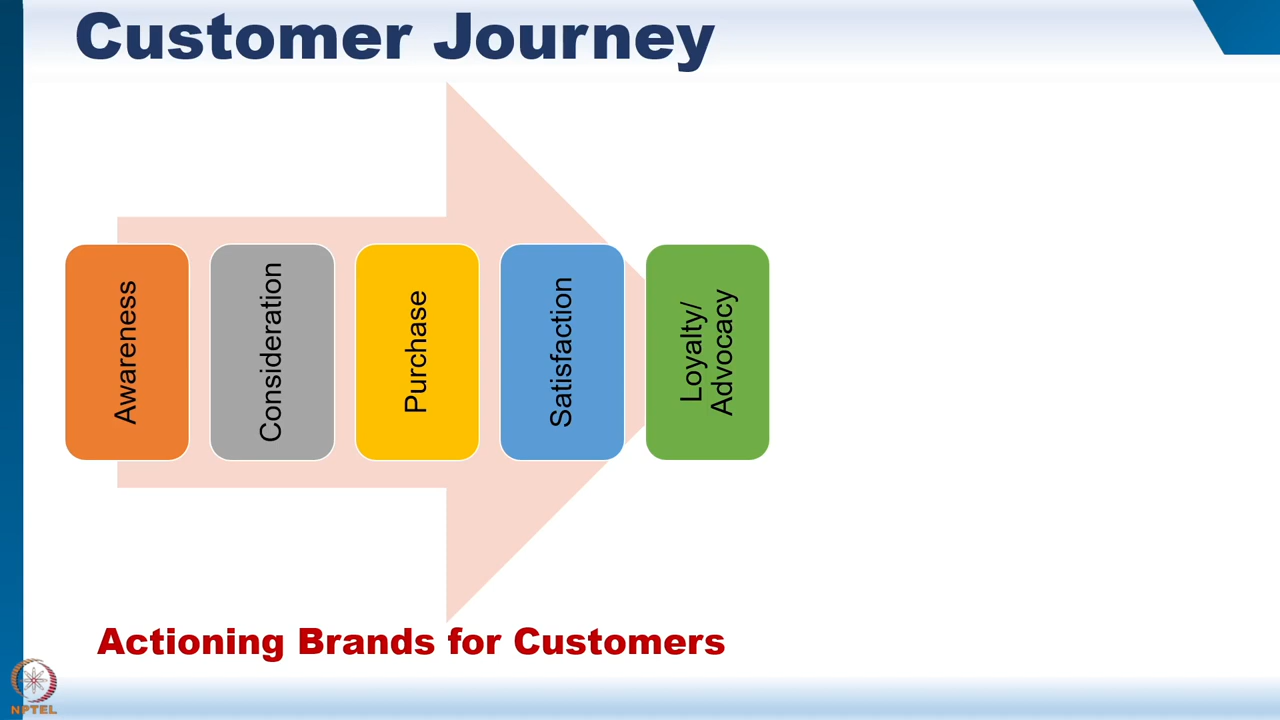 Customer Journey
Awareness
Consideration
Purchase
Satisfaction
Loyalty/
Advocacy
Actioning Brands for Customers
NPTEL